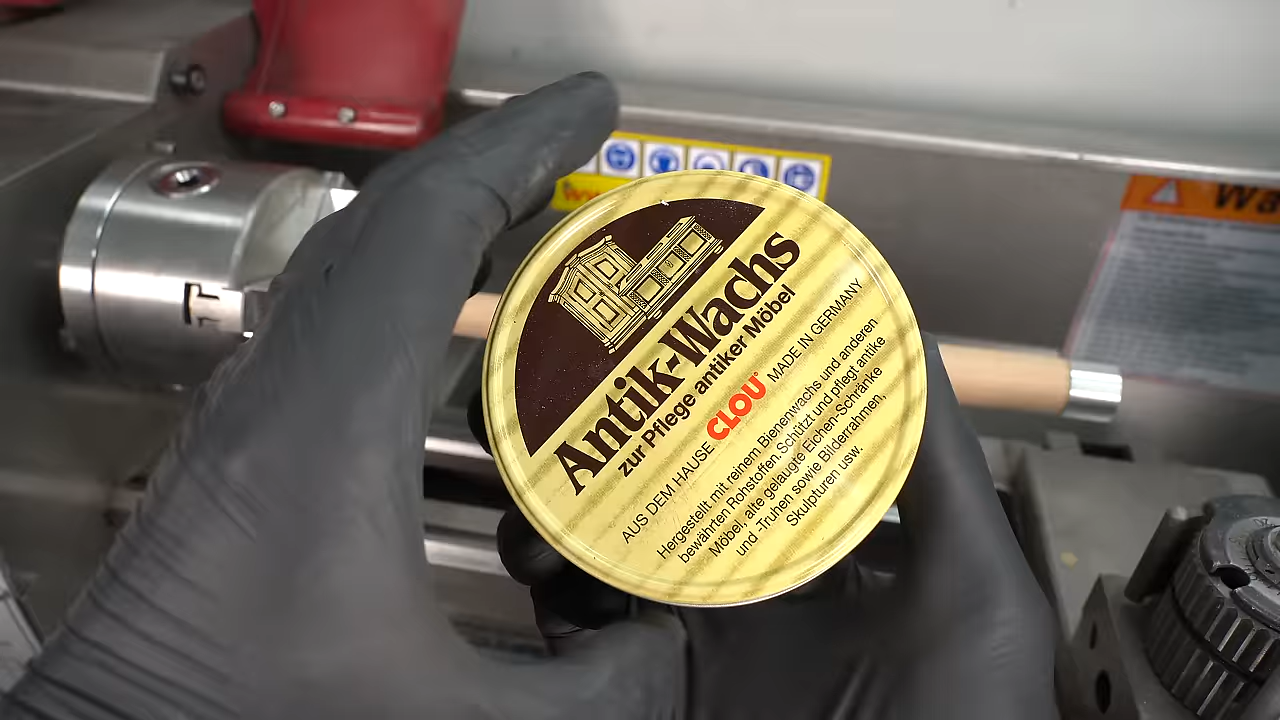 Antik-Wachs
zur Pflege antiker Möbel
AUS DEM HAUSE CLOU® MADE IN GERMANY
Hergestellt mit reinem Bienenwachs und anderen
bewährten Rohstoffen. Schützt und pflegt antike
Möbel, alte gelaugte Eichen-Schränke
und -Truhen sowie Bilderrahmen,
Skulpturen usw.